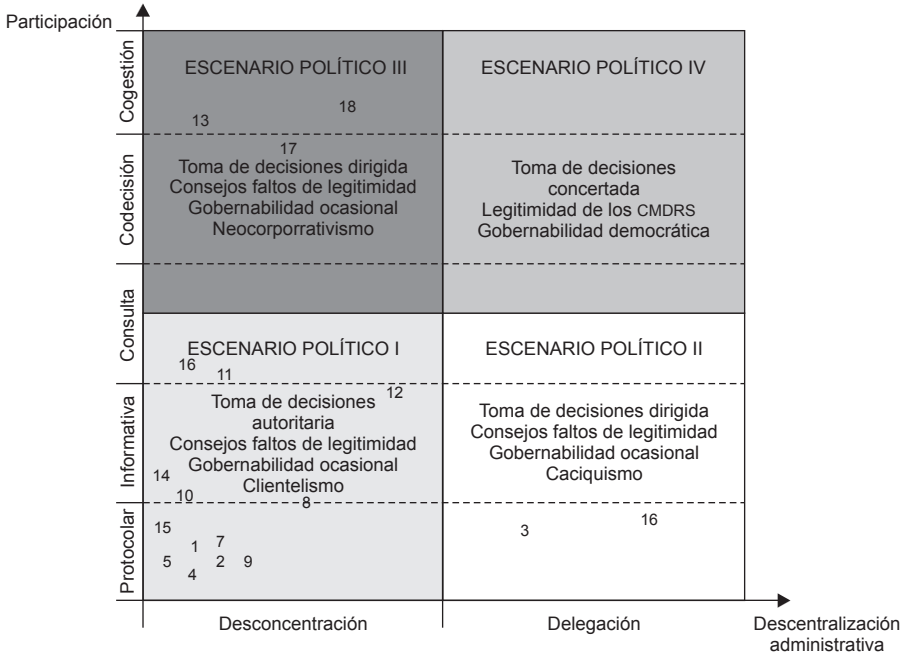 Participación
Cogestión
Codecisión
Consulta
Informativa
Protocolar
ESCENARIO POLÍTICO III
13
18
17
Toma de decisiones dirigida
Consejos faltos de legitimidad
Gobernabilidad ocasional
Neocorporrativismo
ESCENARIO POLÍTICO IV
Toma de decisiones
concertada
Legitimidad de los CMDRS
Gobernabilidad democrática
ESCENARIO POLÍTICO I
16
11
12
Toma de decisiones
autoritaria
Consejos faltos de legitimidad
Gobernabilidad ocasional
Clientelismo
14
10
8
15
1
7
5
2
9
4
ESCENARIO POLÍTICO II
Toma de decisiones dirigida
Consejos faltos de legitimidad
Gobernabilidad ocasional
Caciquismo
3
16
Desconcentración
Delegación
Descentralización
administrativa